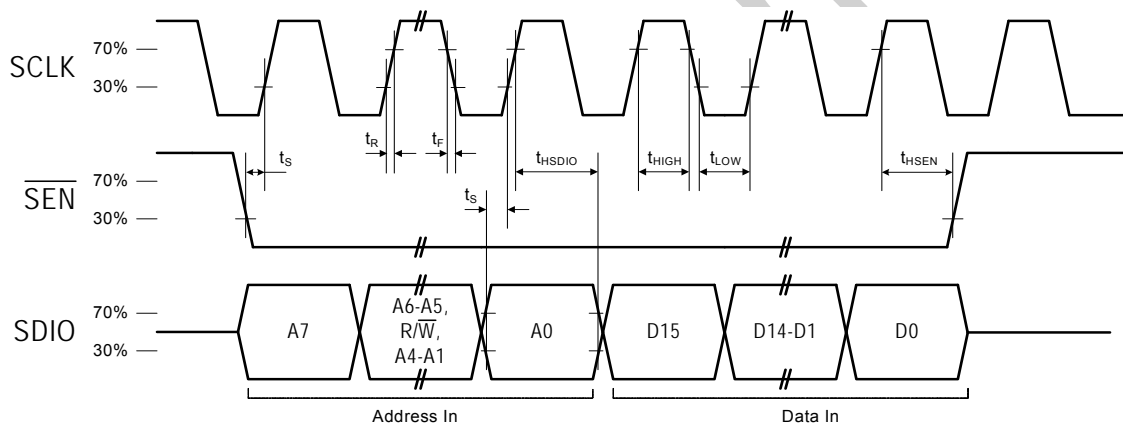 SCLK
70%
30%
tS
tR
tF
tHSDIO
tHIGH
tLOW
tHSEN
SEN
70%
30%
tS
SDIO
70%
30%
A7
A6-A5,
R/W,
A4-A1
A0
D15
D14-D1
D0
Address In
Data In